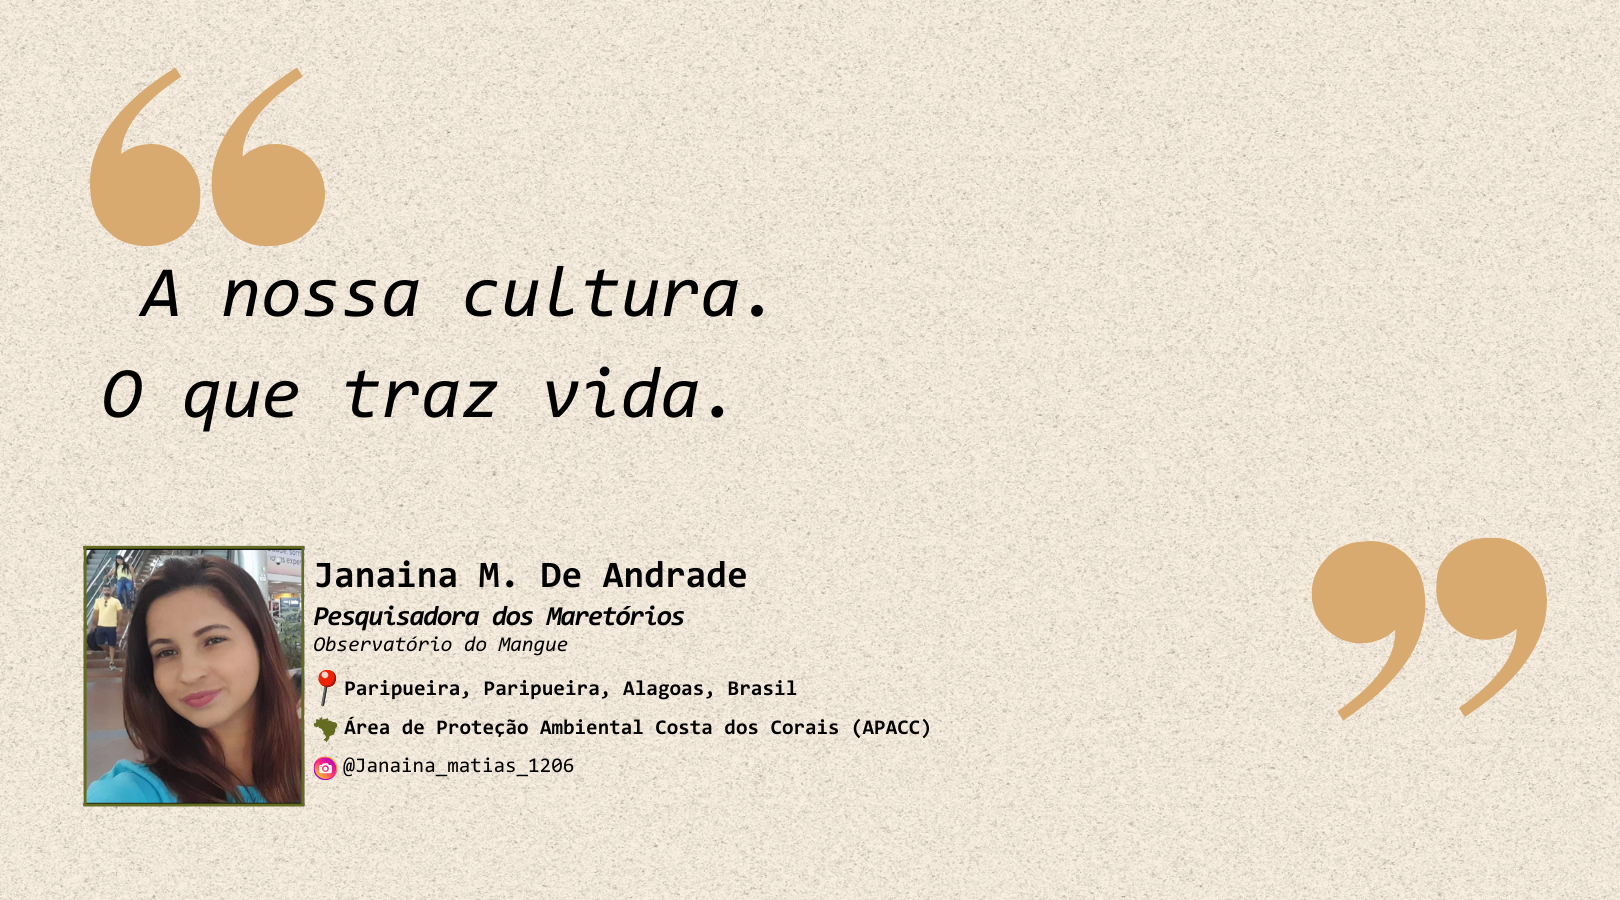 A nossa cultura.
O que traz vida.
Janaina M. De Andrade
Pesquisadora dos Maretórios
Observatório do Mangue
Paripueira, Paripueira, Alagoas, Brasil
Área de Proteção Ambiental Costa dos Corais (APACC)
@Janaina_matias_1206